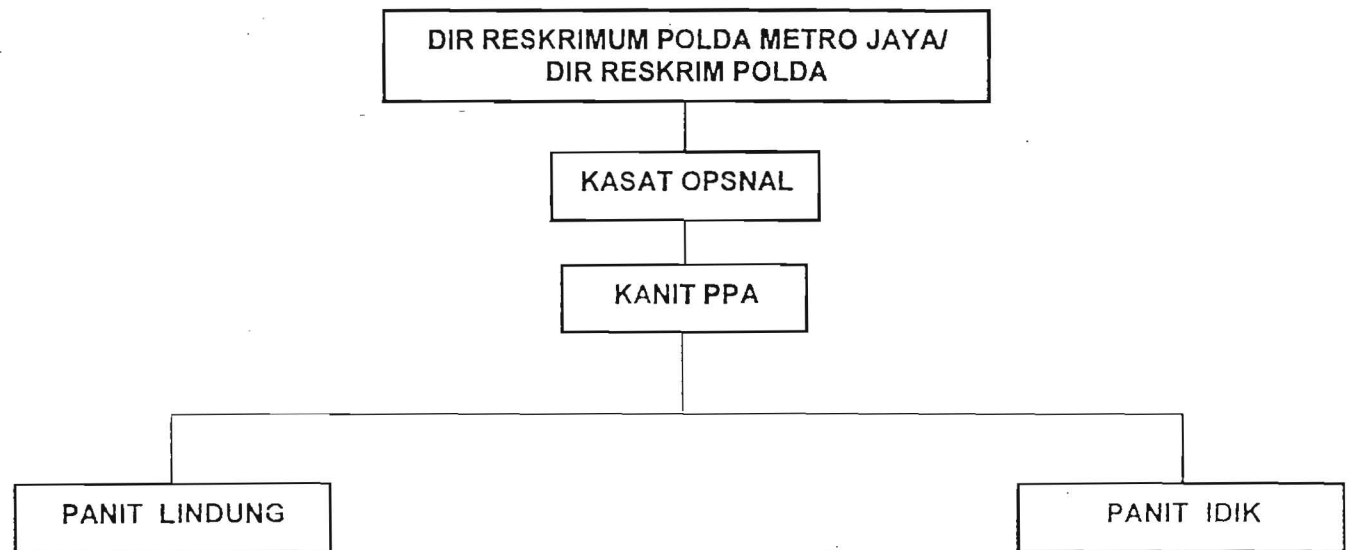 DIR RESKRIMUM POLDA METRO JAYA/
DIR RESKRIM POLDA
KASAT OPSNAL
KANIT PPA
PANIT LINDUNG
PANIT IDIK